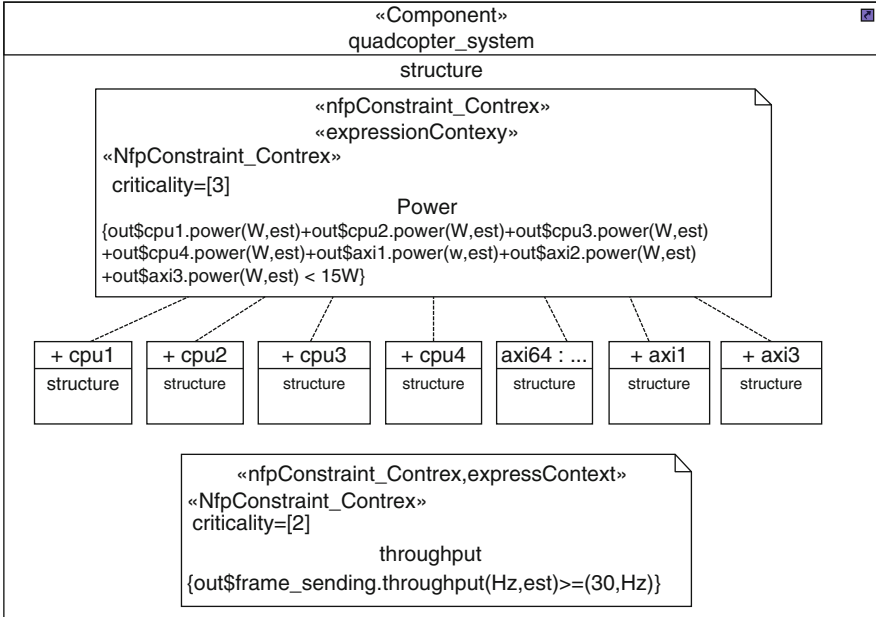 «Component»
quadcopter_system
structure
«nfpConstraint_Contrex»
«expressionContexy»
«NfpConstraint_Contrex»
criticality=[3]
Power
{out$cpu1.power(W,est)+out$cpu2.power(W,est)+out$cpu3.power(W,est)
+out$cpu4.power(W,est)+out$axi1.power(w,est)+out$axi2.power(W,est)
+out$axi3.power(W,est) < 15W}
+ cpu1
structure
+ cpu2
structure
+ cpu3
structure
+ cpu4
structure
axi64 : ...
structure
+ axi1
structure
+ axi3
structure
«nfpConstraint_Contrex,expressContext»
«NfpConstraint_Contrex»
criticality=[2]
throughput
{out$frame_sending.throughput(Hz,est)>=(30,Hz)}